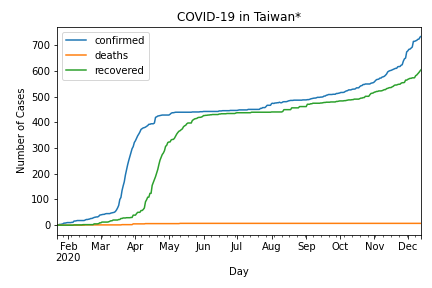 COVID-19 in Taiwan*
confirmed
deaths
recovered
Number of Cases
700
600
500
400
300
200
100
0
Feb Mar Apr May Jun Jul Aug Sep Oct Nov Dec
2020
Day